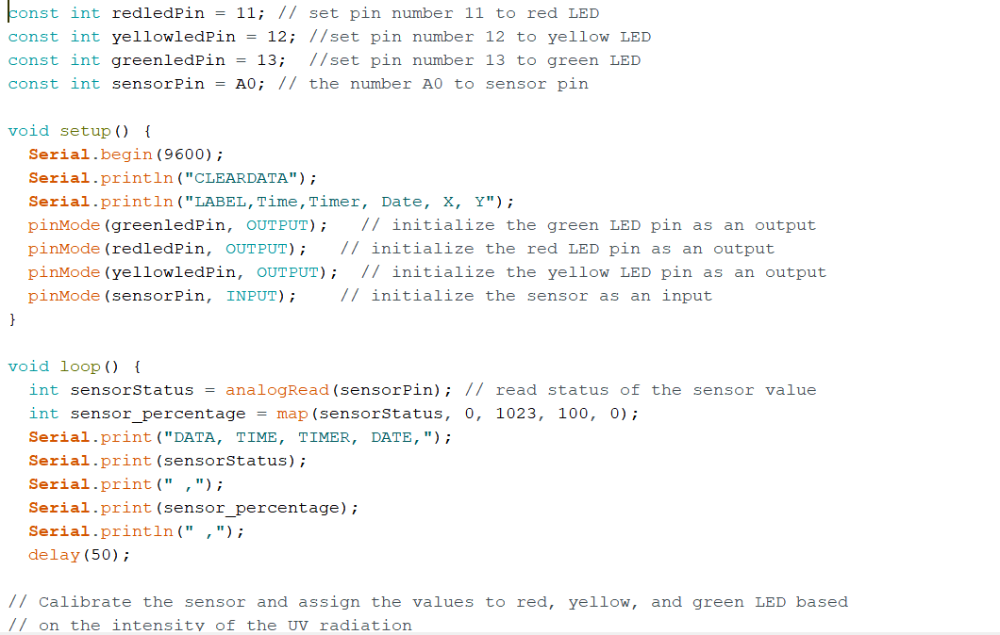 const int redledPin = 11; // set pin number 11 to red LED
const int yellowledPin = 12; //set pin number 12 to yellow LED
const int greenledPin = 13;  //set pin number 13 to green LED
const int sensorPin = A0; // the number A0 to sensor pin

void setup() {
  Serial.begin(9600);
  Serial.println("CLEARDATA");
  Serial.println("LABEL,Time,Timer, Date, X, Y");
  pinMode(greenledPin, OUTPUT);   // initialize the green LED pin as an output
  pinMode(redledPin, OUTPUT);   // initialize the red LED pin as an output
  pinMode(yellowledPin, OUTPUT);  // initialize the yellow LED pin as an output
  pinMode(sensorPin, INPUT);    // initialize the sensor as an input
}

void loop() {
  int sensorStatus = analogRead(sensorPin); // read status of the sensor value
  int sensor_percentage = map(sensorStatus, 0, 1023, 100, 0);
  Serial.print("DATA, TIME, TIMER, DATE,");
  Serial.print(sensorStatus);
  Serial.print(" ,");
  Serial.print(sensor_percentage);
  Serial.println(" ,");
  delay(50);

// Calibrate the sensor and assign the values to red, yellow, and green LED based
// on the intensity of the UV radiation